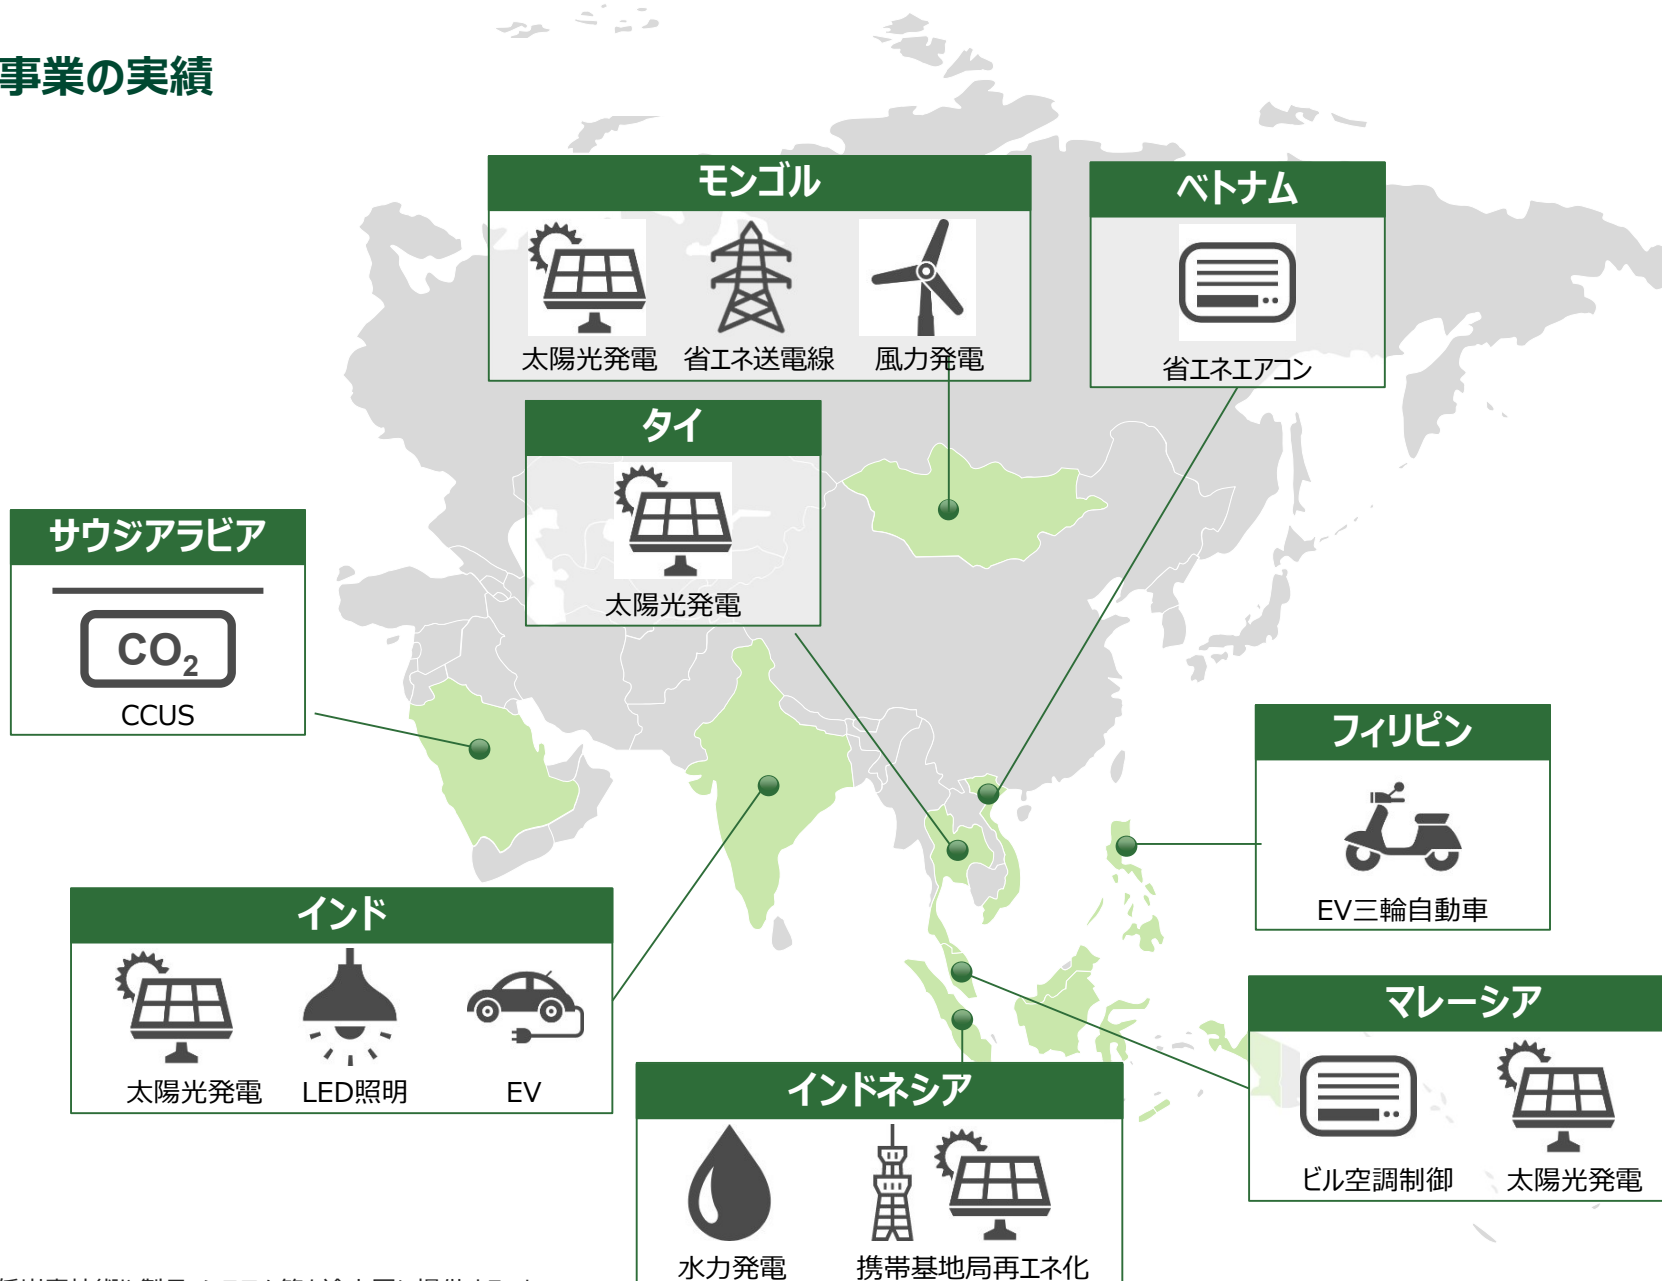 事業の実績
モンゴル
太陽光発電 省エネ送電線 風力発電
ベトナム
省エネエアコン
タイ
太陽光発電
サウジアラビア
CO₂
CCUS
フィリピン
EV三輪自動車
インド
太陽光発電 LED照明 EV
マレーシア
ビル空調制御 太陽光発電
インドネシア
水力発電 携帯基地局再エネ化